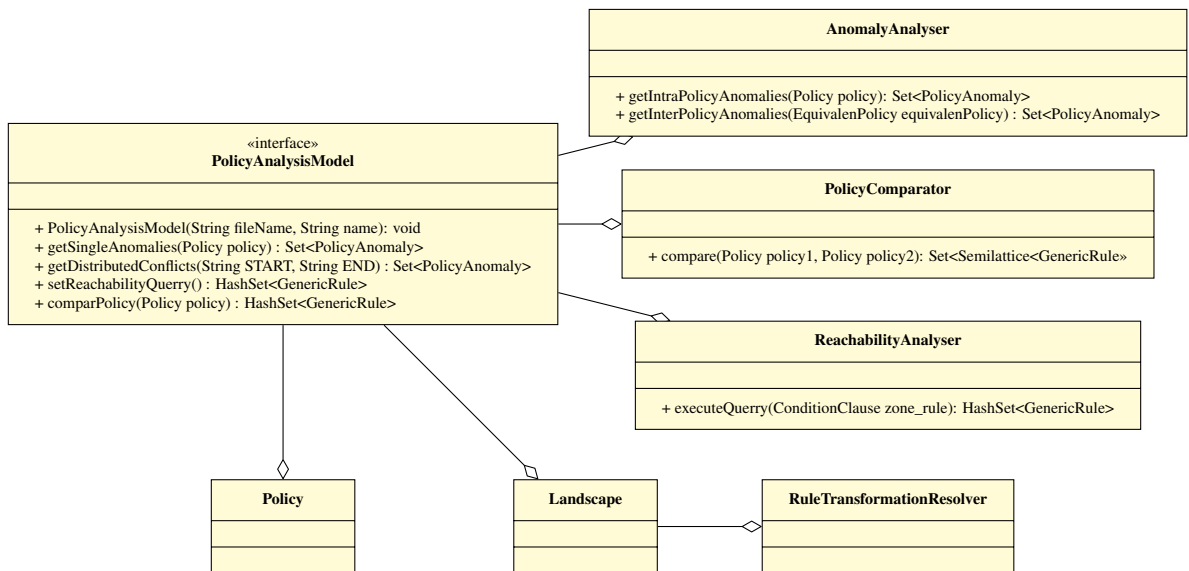 AnomalyAnalyser
+ getIntraPolicyAnomalies(Policy policy): Set<PolicyAnomaly>
+ getInterPolicyAnomalies(EquivalenPolicy equivalenPolicy) : Set<PolicyAnomaly>
«interface»
PolicyAnalysisModel
+ PolicyAnalysisModel(String fileName, String name): void
+ getSingleAnomalies(Policy policy) : Set<PolicyAnomaly>
+ getDistributedConflicts(String START, String END) : Set<PolicyAnomaly>
+ setReachabilityQuerry() : HashSet<GenericRule>
+ comparPolicy(Policy policy) : HashSet<GenericRule>
PolicyComparator
+ compare(Policy policy1, Policy policy2): Set<Semilattice<GenericRule»
ReachabilityAnalyser
+ executeQuerry(ConditionClause zone_rule): HashSet<GenericRule>
Policy
Landscape
RuleTransformationResolver